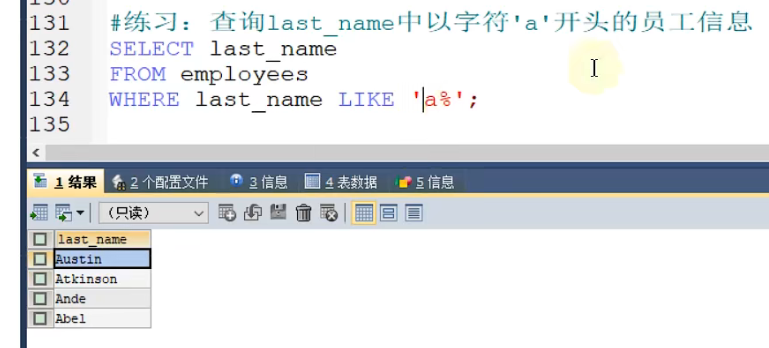 131 #练习：查询last_name中以字符'a'开头的员工信息
132 SELECT last_name
133 FROM employees
134 WHERE last_name LIKE 'a%';
135
1 结果 2 个配置文件 3 信息 4 表数据 5 信息
（只读）
last_name
Austin
Atkinson
Ande
Abel